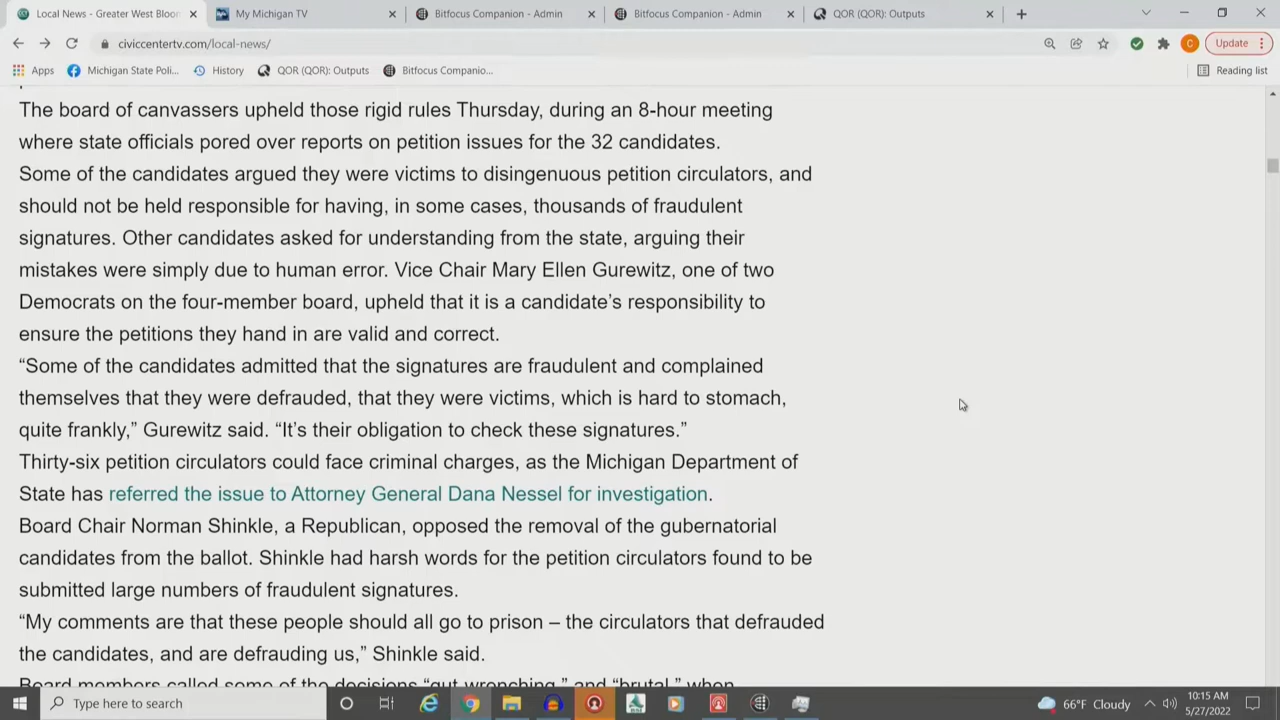 Local News - Greater West Bloon
My Michigan TV
Bitfocus Companion - Admin
Bitfocus Companion - Admin
QOR (QOR): Outputs
civiccentertv.com/local-news/
C
Update
Apps
Michigan State Poli...
History
QOR (QOR): Outputs
Bitfocus Companio...
Reading list
The board of canvassers upheld those rigid rules Thursday, during an 8-hour meeting
where state officials pored over reports on petition issues for the 32 candidates.
Some of the candidates argued they were victims to disingenuous petition circulators, and
should not be held responsible for having, in some cases, thousands of fraudulent
signatures. Other candidates asked for understanding from the state, arguing their
mistakes were simply due to human error. Vice Chair Mary Ellen Gurewitz, one of two
Democrats on the four-member board, upheld that it is a candidate’s responsibility to
ensure the petitions they hand in are valid and correct.
“Some of the candidates admitted that the signatures are fraudulent and complained
themselves that they were defrauded, that they were victims, which is hard to stomach,
quite frankly,” Gurewitz said. “It’s their obligation to check these signatures.”
Thirty-six petition circulators could face criminal charges, as the Michigan Department of
State has referred the issue to Attorney General Dana Nessel for investigation.
Board Chair Norman Shinkle, a Republican, opposed the removal of the gubernatorial
candidates from the ballot. Shinkle had harsh words for the petition circulators found to be
submitted large numbers of fraudulent signatures.
“My comments are that these people should all go to prison – the circulators that defrauded
the candidates, and are defrauding us,” Shinkle said.
Board members called some of the decisions “gut wrenching,” and “brutal,” when
Type here to search
66°F Cloudy
10:15 AM
5/27/2022